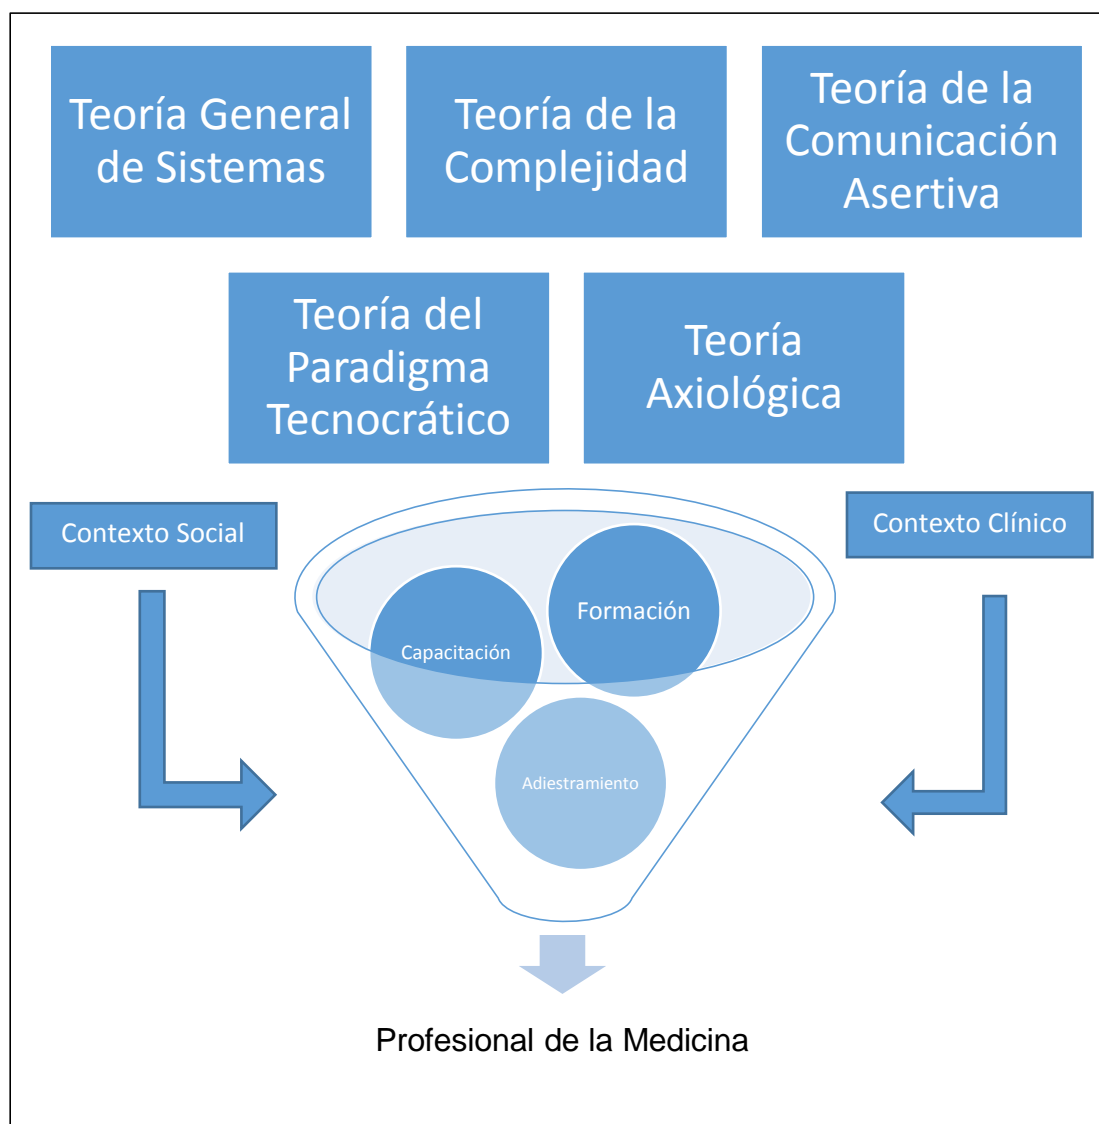 Teoría General
de Sistemas
Teoría de la
Complejidad
Teoría de la
Comunicación
Asertiva
Teoría del
Paradigma
Tecnocrático
Teoría
Axiológica
Contexto Social
Contexto Clínico
Formación
Capacitación
Adiestramiento
Profesional de la Medicina